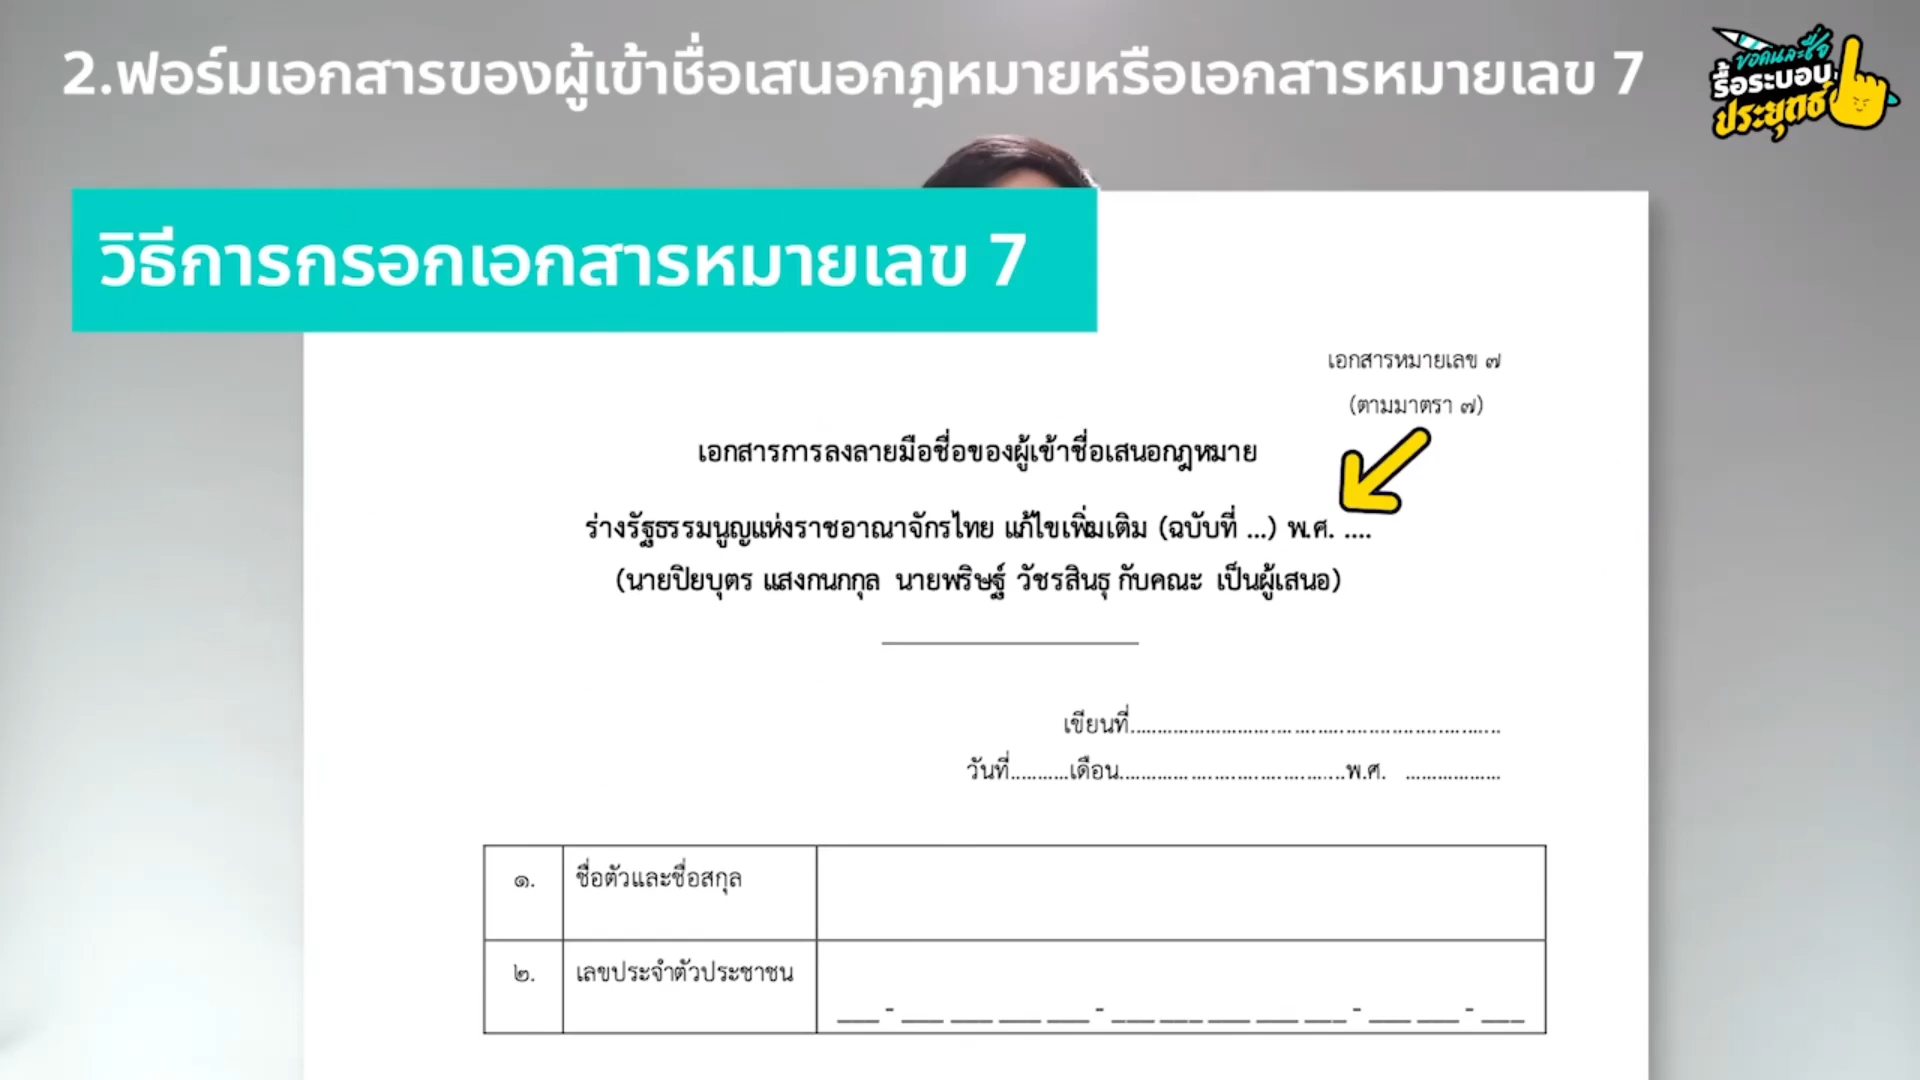 2.ฟอร์มเอกสารของผู้เข้าชื่อเสนอกฎหมายหรือเอกสารหมายเลข 7
ขอคนละชื่อ
รื้อระบอบ
ประยุทธ์
วิธีการกรอกเอกสารหมายเลข 7
เอกสารหมายเลข ๗
(ตามมาตรา ๗)
เอกสารการลงลายมือชื่อของผู้เข้าชื่อเสนอกฎหมาย
ร่างรัฐธรรมนูญแห่งราชอาณาจักรไทย แก้ไขเพิ่มเติม (ฉบับที่ ...) พ.ศ. ....
(นายปิยบุตร แสงกนกกุล นายพริษฐ์ วัชรสินธุ กับคณะ เป็นผู้เสนอ)
เขียนที่..........................................................
วันที่...........เดือน.....................................พ.ศ. ..................
๑. ชื่อตัวและชื่อสกุล
๒. เลขประจำตัวประชาชน
___ - ___ ___ ___ ___ - ___ ___ ___ ___ ___ - ___ ___ - ___